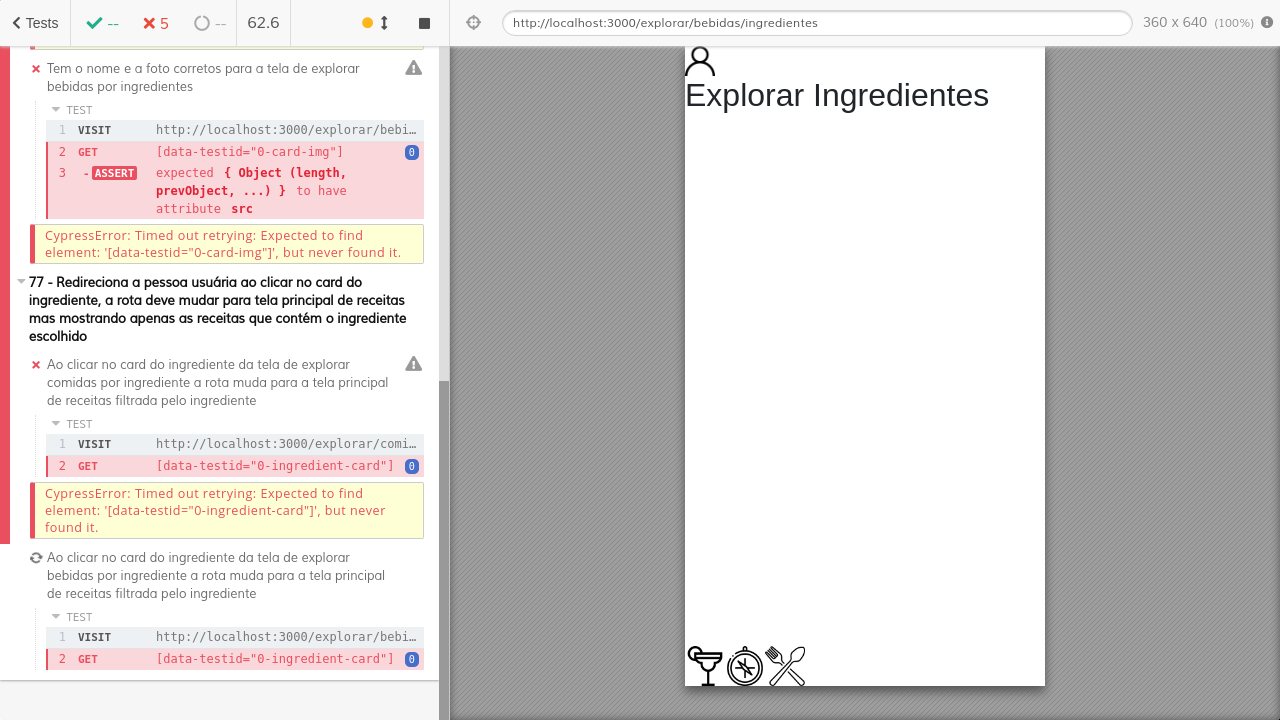 Tests
--
5
--
62.6
http://localhost:3000/explorar/bebidas/ingredientes
360 x 640 (100%)
Tem o nome e a foto corretos para a tela de explorar
bebidas por ingredientes
TEST
1 VISIT http://localhost:3000/explorar/bebi…
2 GET [data-testid="0-card-img"] 0
3 -ASSERT expected { Object (length,
prevObject, ...) } to have
attribute src
CypressError: Timed out retrying: Expected to find
element: '[data-testid="0-card-img"]', but never found it.
77 - Redireciona a pessoa usuária ao clicar no card do
ingrediente, a rota deve mudar para tela principal de receitas
mas mostrando apenas as receitas que contém o ingrediente
escolhido
Ao clicar no card do ingrediente da tela de explorar
comidas por ingrediente a rota muda para a tela principal
de receitas filtrada pelo ingrediente
TEST
1 VISIT http://localhost:3000/explorar/comi…
2 GET [data-testid="0-ingredient-card"] 0
CypressError: Timed out retrying: Expected to find
element: '[data-testid="0-ingredient-card"]', but never
found it.
Ao clicar no card do ingrediente da tela de explorar
bebidas por ingrediente a rota muda para a tela principal
de receitas filtrada pelo ingrediente
TEST
1 VISIT http://localhost:3000/explorar/bebi…
2 GET [data-testid="0-ingredient-card"] 0
Explorar Ingredientes